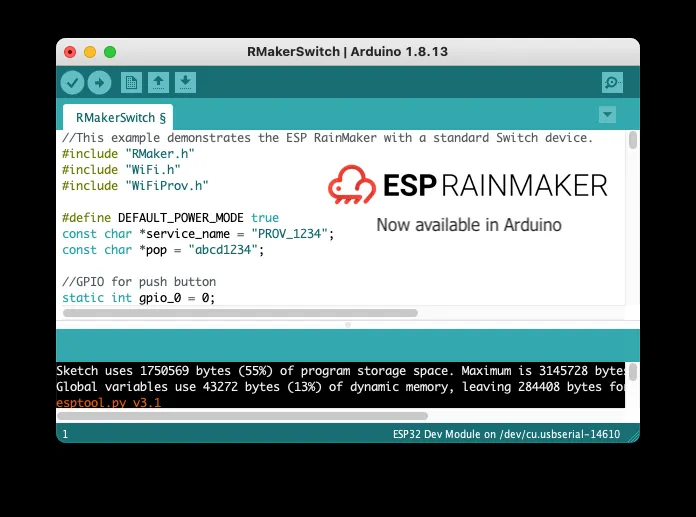 RMakerSwitch | Arduino 1.8.13
RMakerSwitch §
//This example demonstrates the ESP RainMaker with a standard Switch device.
#include "RMaker.h"
#include "WiFi.h"
#include "WiFiProv.h"
ESP RAINMAKER
Now available in Arduino
#define DEFAULT_POWER_MODE true
const char *service_name = "PROV_1234";
const char *pop = "abcd1234";
//GPIO for push button
static int gpio_0 = 0;
Sketch uses 1750569 bytes (55%) of program storage space. Maximum is 3145728 bytes
Global variables use 43272 bytes (13%) of dynamic memory, leaving 284408 bytes fo
esptool.py v3.1
1
ESP32 Dev Module on /dev/cu.usbserial-14610